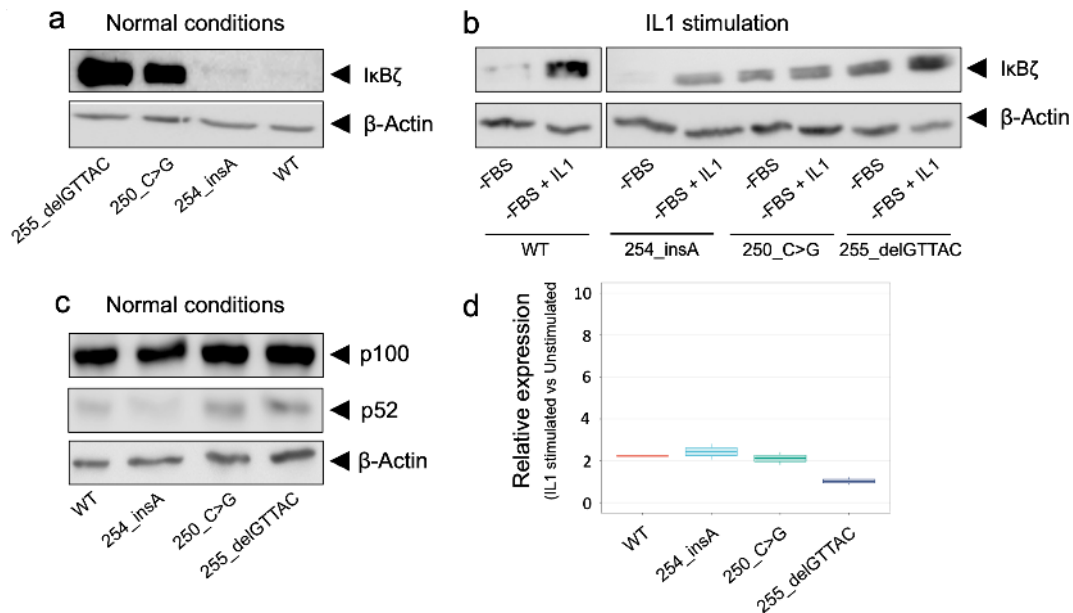 a
Normal conditions
◄ IκBζ
◄ β-Actin
255_delGTTAC
250_C>G
254_insA
WT
b
IL1 stimulation
◄ IκBζ
◄ β-Actin
-FBS
-FBS + IL1
-FBS
-FBS + IL1
-FBS
-FBS + IL1
-FBS
-FBS + IL1
WT
254_insA
250_C>G
255_delGTTAC
c
Normal conditions
◄ p100
◄ p52
◄ β-Actin
WT
254_insA
250_C>G
255_delGTTAC
d
Relative expression
(IL1 stimulated vs Unstimulated
10
8
6
4
2
0
WT
254_insA
250_C>G
255_delGTTAC